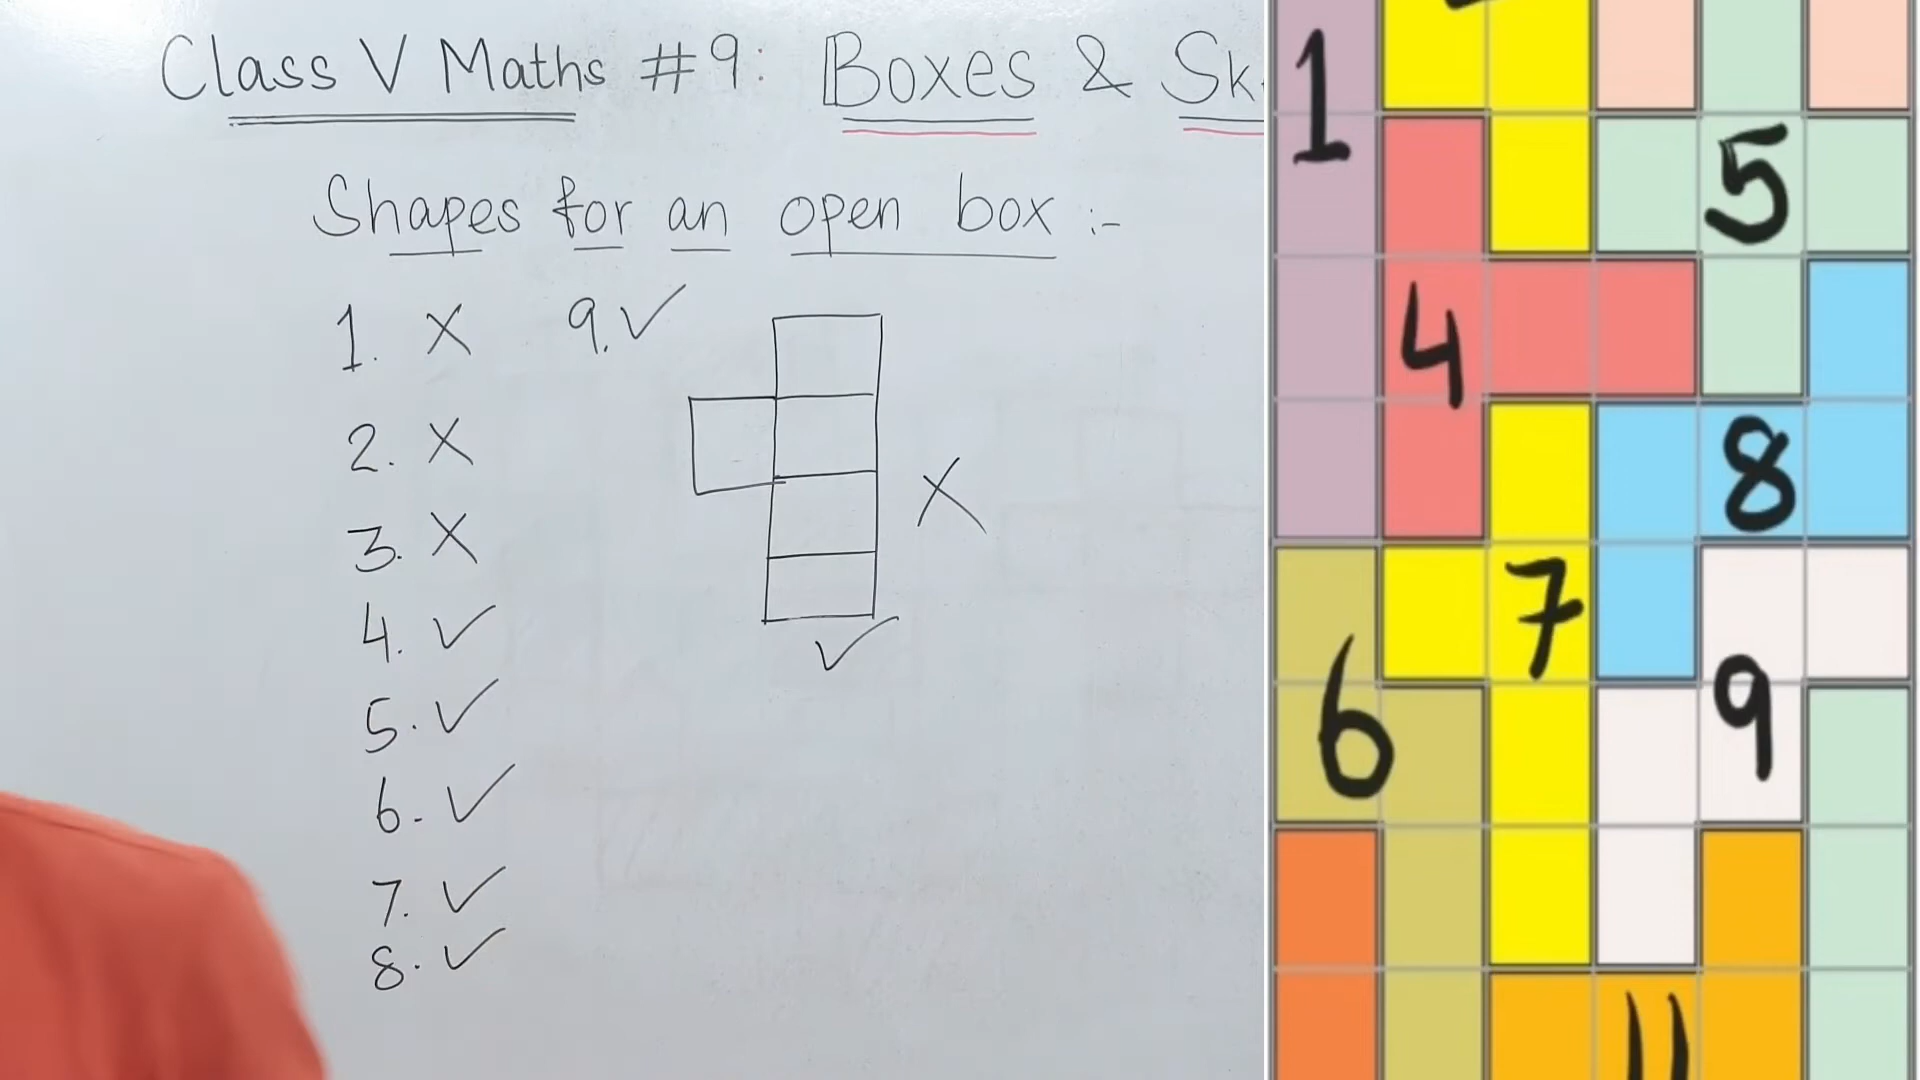 Class V Maths #9: Boxes & Sk
Shapes for an open box :-
1. X
9. ✓
2. X
3. X
4. ✓
5. ✓
6. ✓
7. ✓
8. ✓
X
✓
1
5
4
8
7
6
9
11